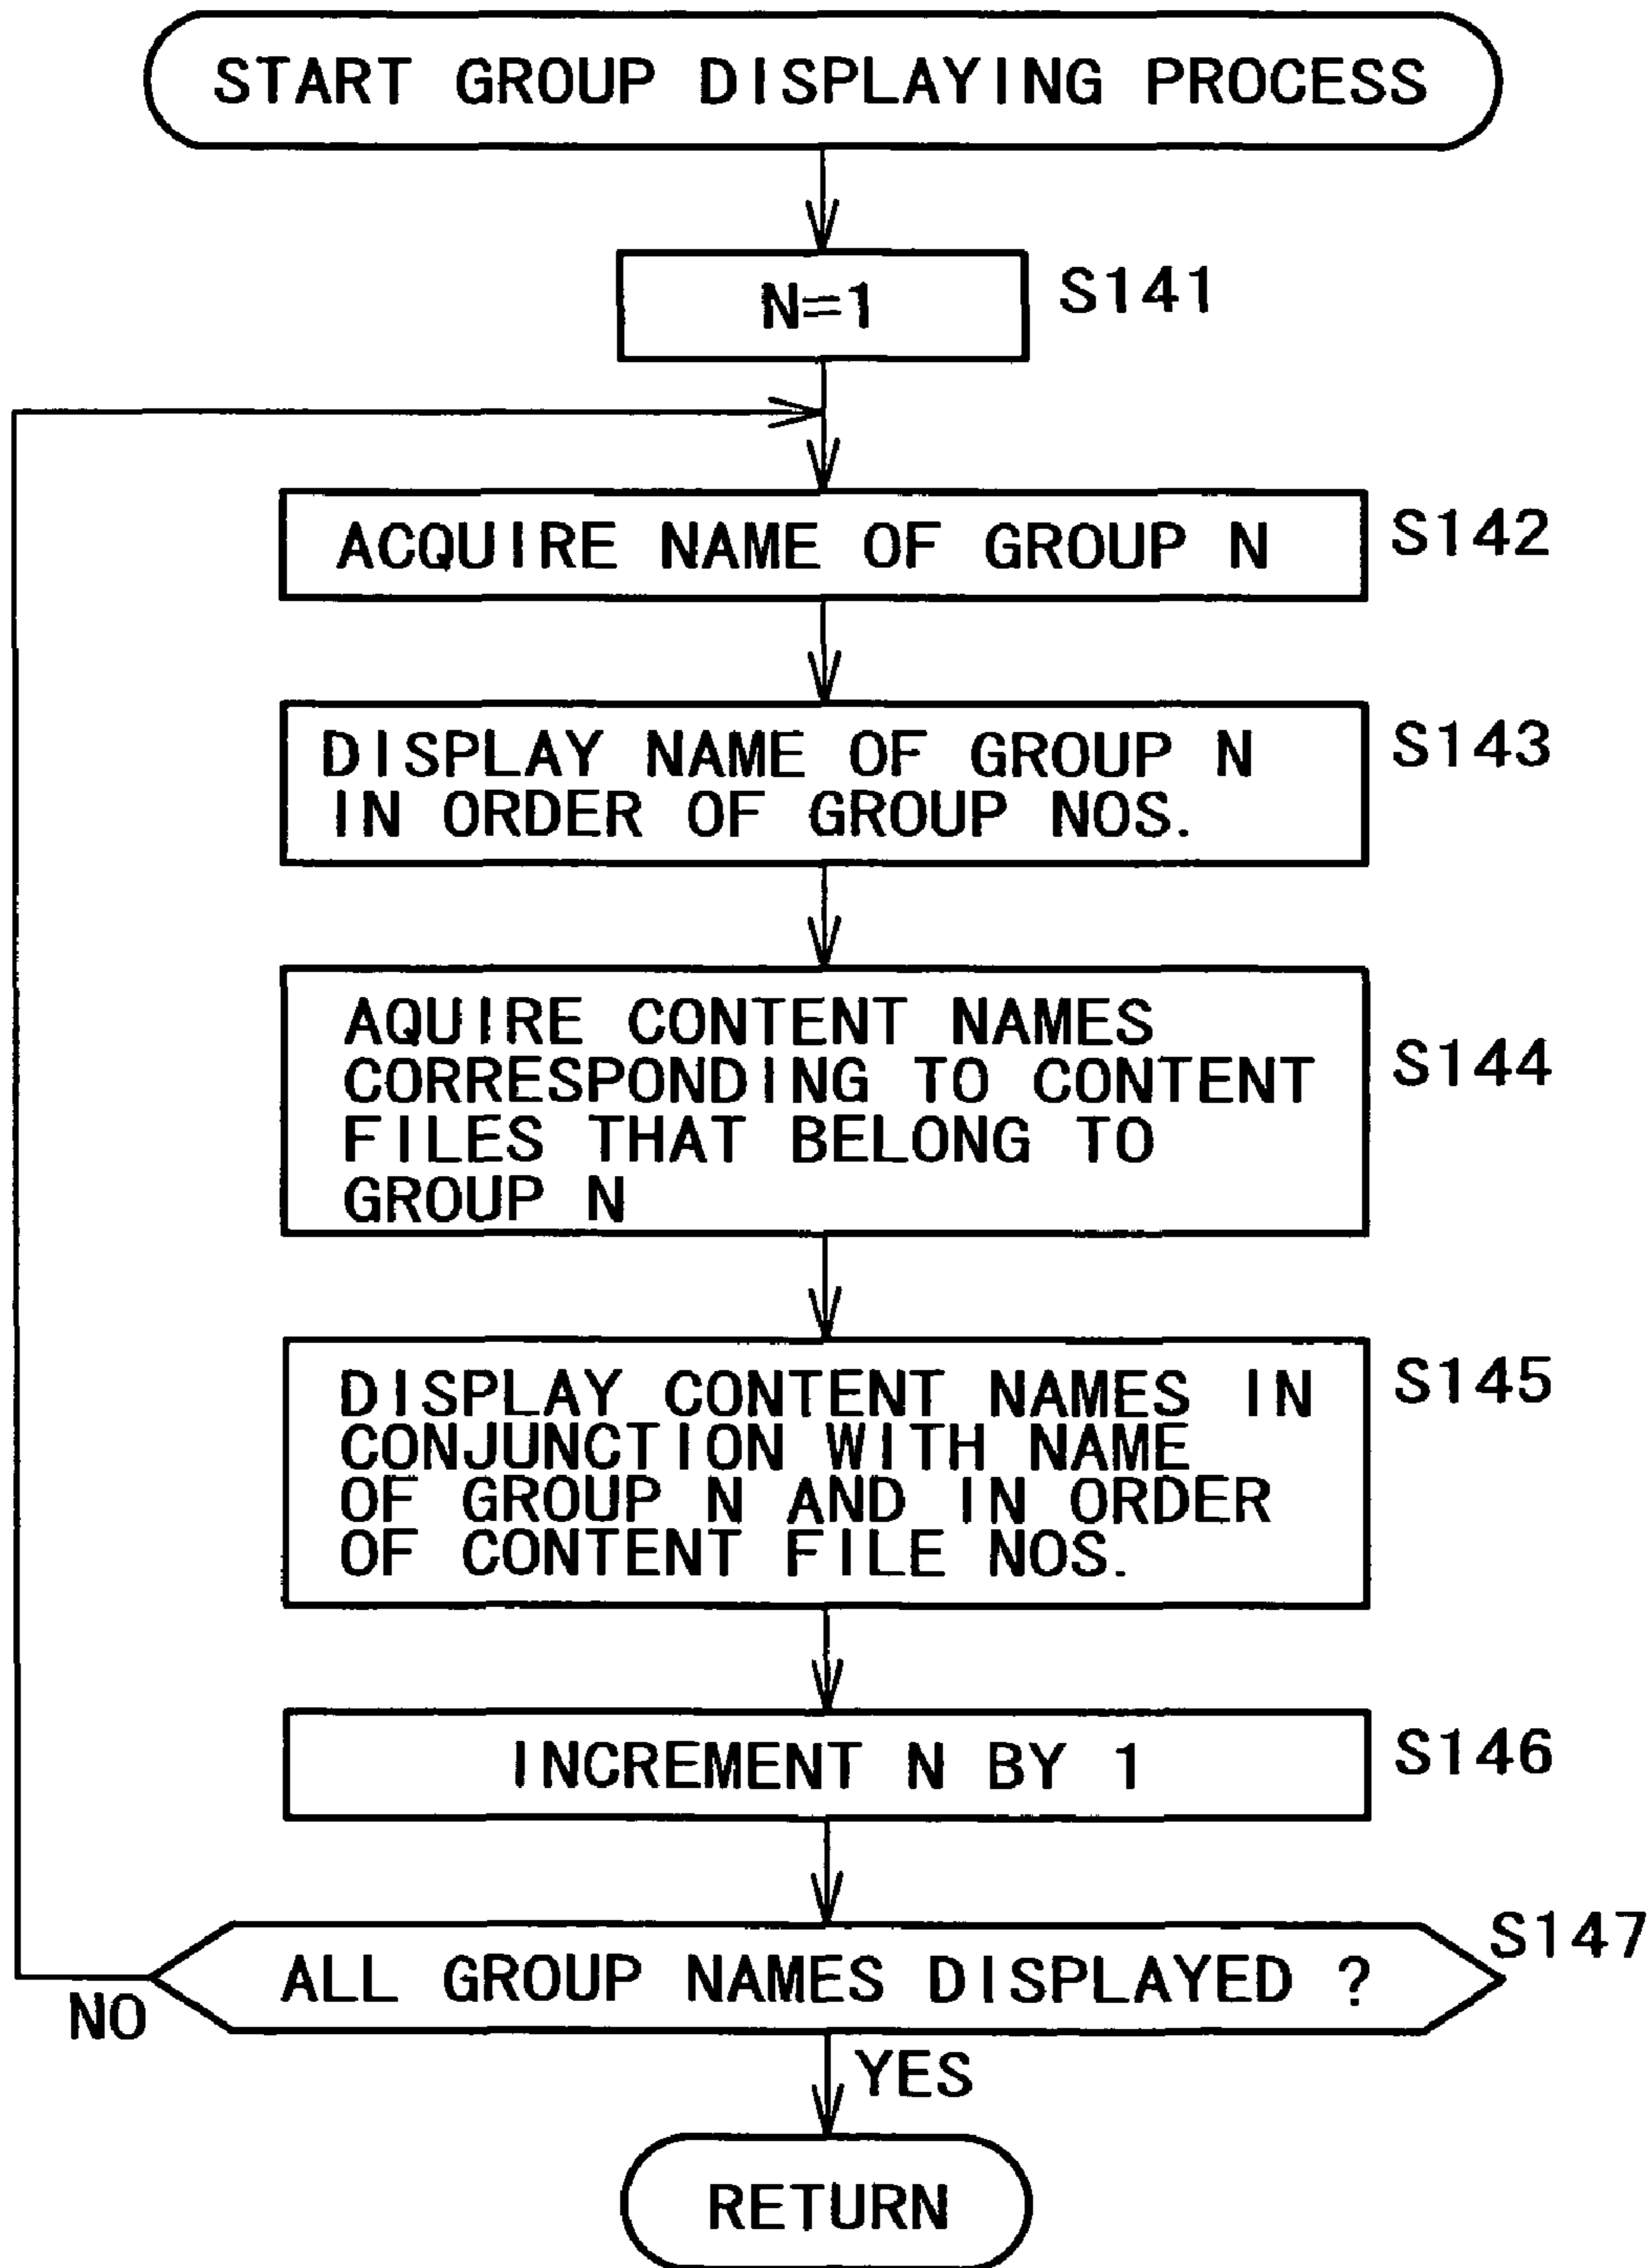 START GROUP DISPLAYING PROCESS
N=1
S141
ACQUIRE NAME OF GROUP N
S142
DISPLAY NAME OF GROUP N
IN ORDER OF GROUP NOS.
S143
AQUIRE CONTENT NAMES
CORRESPONDING TO CONTENT
FILES THAT BELONG TO
GROUP N
S144
DISPLAY CONTENT NAMES IN
CONJUNCTION WITH NAME
OF GROUP N AND IN ORDER
OF CONTENT FILE NOS.
S145
INCREMENT N BY 1
S146
ALL GROUP NAMES DISPLAYED ?
S147
NO
YES
RETURN